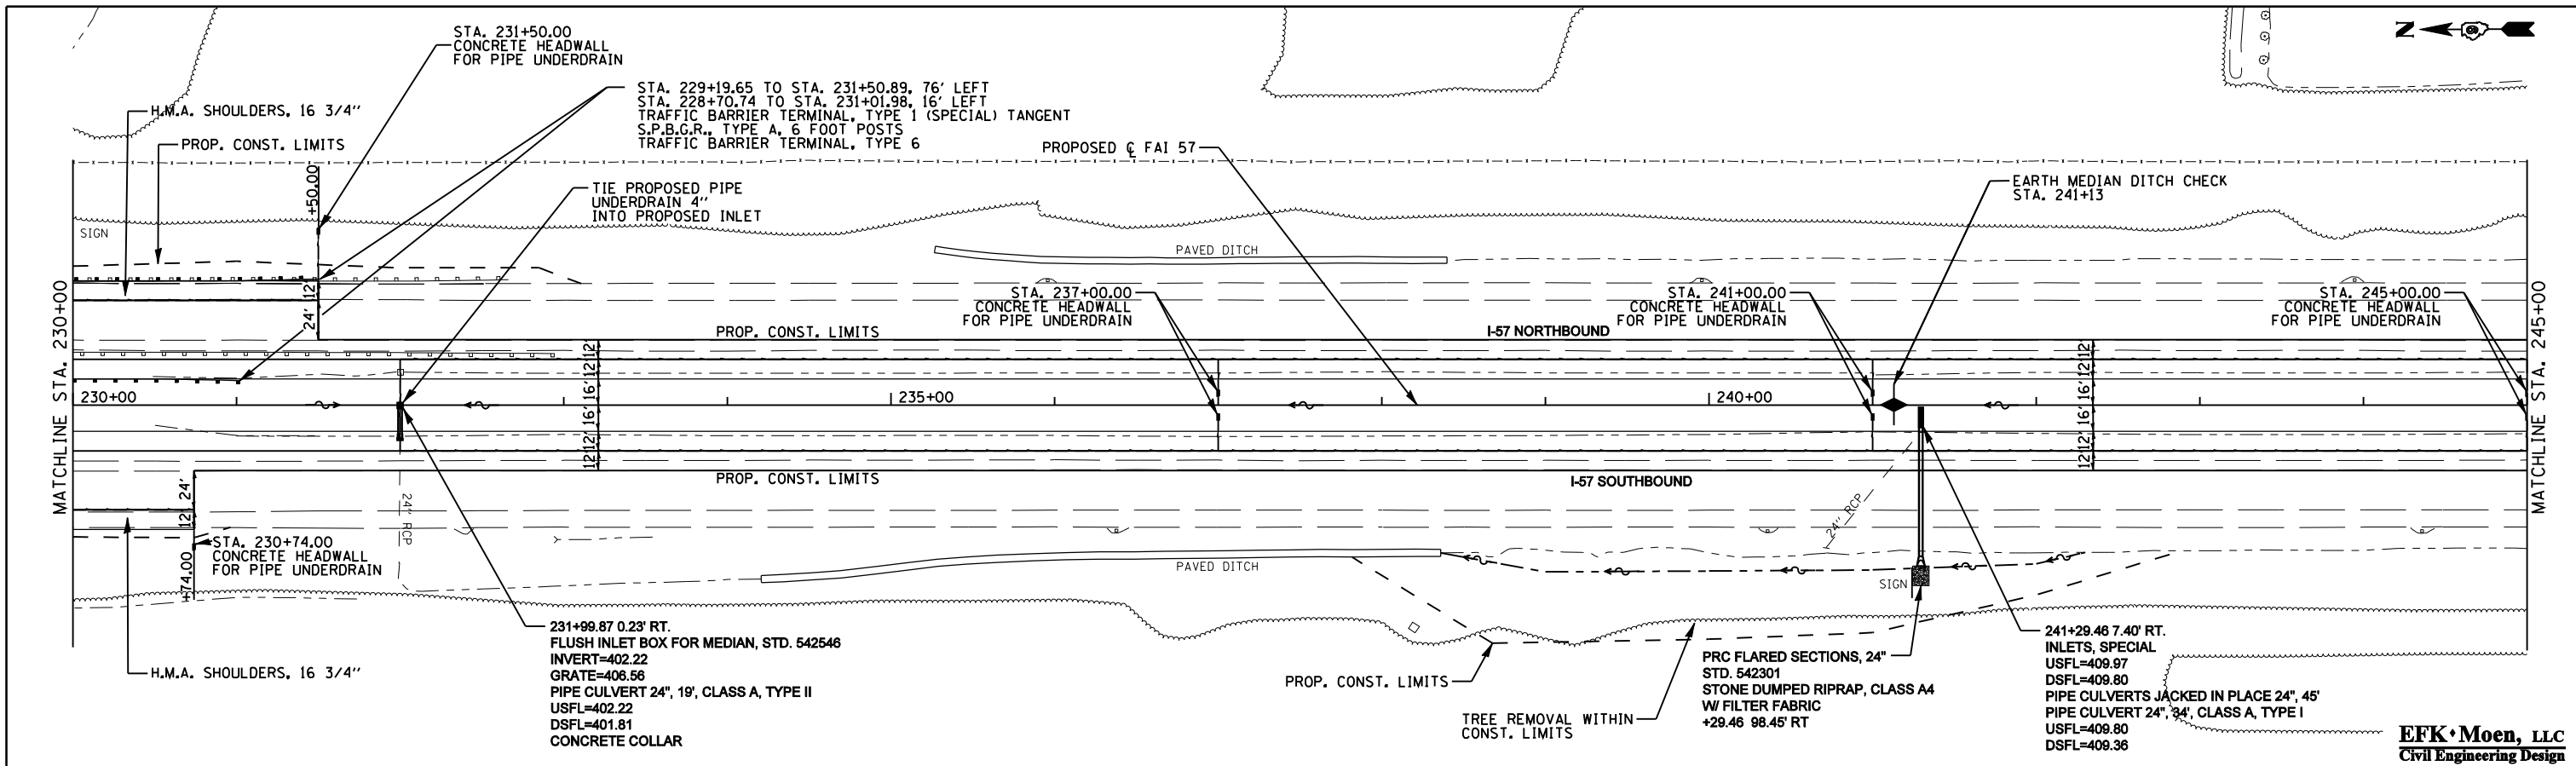 STA. 231+50.00
CONCRETE HEADWALL
FOR PIPE UNDERDRAIN
N
STA. 229+19.65 TO STA. 231+50.89, 76' LEFT
STA. 228+70.74 TO STA. 231+01.98, 16' LEFT
TRAFFIC BARRIER TERMINAL, TYPE 1 (SPECIAL) TANGENT
S.P.B.G.R., TYPE A, 6 FOOT POSTS
TRAFFIC BARRIER TERMINAL, TYPE 6
H.M.A. SHOULDERS, 16 3/4''
PROP. CONST. LIMITS
PROPOSED ℄ FAI 57
+50.00
TIE PROPOSED PIPE
UNDERDRAIN 4''
INTO PROPOSED INLET
EARTH MEDIAN DITCH CHECK
STA. 241+13
SIGN
PAVED DITCH
MATCHLINE STA. 230+00
12'
24'
STA. 237+00.00
CONCRETE HEADWALL
FOR PIPE UNDERDRAIN
STA. 241+00.00
CONCRETE HEADWALL
FOR PIPE UNDERDRAIN
STA. 245+00.00
CONCRETE HEADWALL
FOR PIPE UNDERDRAIN
MATCHLINE STA. 245+00
PROP. CONST. LIMITS
I-57 NORTHBOUND
12'12' 16' 16' 12'12'
12'12' 16' 16' 12'12'
230+00
235+00
240+00
PROP. CONST. LIMITS
I-57 SOUTHBOUND
24'
12'
+74.00
24'' RCP
24'' RCP
STA. 230+74.00
CONCRETE HEADWALL
FOR PIPE UNDERDRAIN
PAVED DITCH
SIGN
H.M.A. SHOULDERS, 16 3/4''
231+99.87 0.23' RT.
FLUSH INLET BOX FOR MEDIAN, STD. 542546
INVERT=402.22
GRATE=406.56
PIPE CULVERT 24", 19', CLASS A, TYPE II
USFL=402.22
DSFL=401.81
CONCRETE COLLAR
PROP. CONST. LIMITS
TREE REMOVAL WITHIN
CONST. LIMITS
PRC FLARED SECTIONS, 24"
STD. 542301
STONE DUMPED RIPRAP, CLASS A4
W/ FILTER FABRIC
+29.46 98.45' RT
241+29.46 7.40' RT.
INLETS, SPECIAL
USFL=409.97
DSFL=409.80
PIPE CULVERTS JACKED IN PLACE 24", 45'
PIPE CULVERT 24", 34', CLASS A, TYPE I
USFL=409.80
DSFL=409.36
EFK•Moen, LLC
Civil Engineering Design